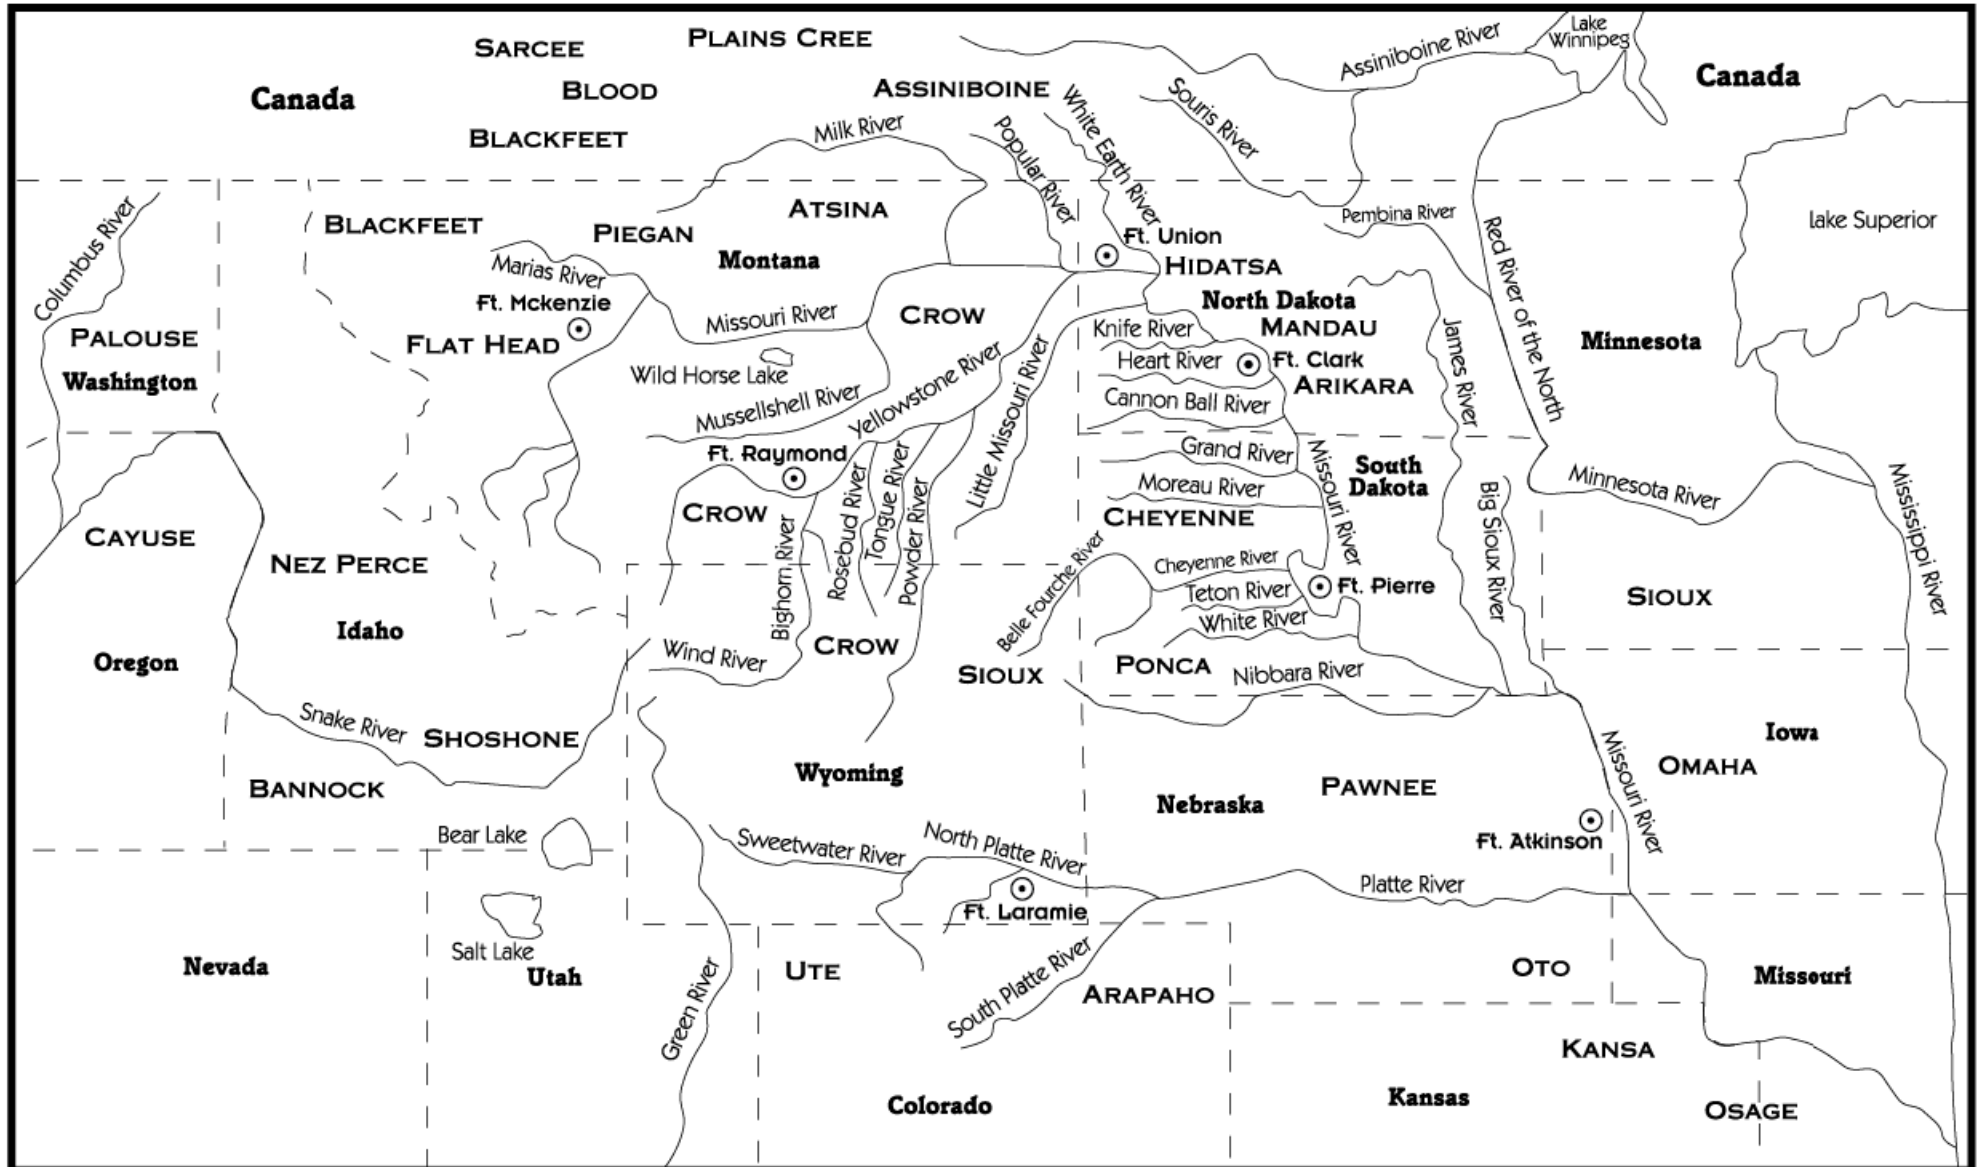 SARCEE
PLAINS CREE
Assiniboine River
Lake
Winnipeg
Canada
BLOOD
ASSINIBOINE
Canada
BLACKFEET
Milk River
Popular River
White Earth River
Souris River
Columbus River
BLACKFEET
PIEGAN
ATSINA
Montana
Pembina River
Red River of the North
Lake Superior
Marias River
Ft. Union
HIDATSA
Ft. Mckenzie
North Dakota
PALOUSE
FLAT HEAD
Missouri River
CROW
Knife River
MANDAU
James River
Minnesota
Washington
Wild Horse Lake
Heart River
Ft. Clark
ARIKARA
Mussellshell River
Yellowstone River
Little Missouri River
Cannon Ball River
Ft. Raymond
Grand River
Missouri River
South
Dakota
Minnesota River
Mississippi River
CROW
Rosebud River
Tongue River
Powder River
Moreau River
Big Sioux River
CAYUSE
CHEYENNE
NEZ PERCE
Bighorn River
Belle Fourche River
Cheyenne River
Teton River
Ft. Pierre
SIOUX
Idaho
White River
Oregon
Wind River
CROW
SIOUX
PONCA
Nibbara River
Snake River
SHOSHONE
Iowa
Missouri River
OMAHA
BANNOCK
Wyoming
Nebraska
PAWNEE
Bear Lake
Sweetwater River
North Platte River
Ft. Atkinson
Platte River
Ft. Laramie
Salt Lake
Nevada
Utah
Green River
UTE
South Platte River
ARAPAHO
OTO
Missouri
KANSA
Colorado
Kansas
OSAGE